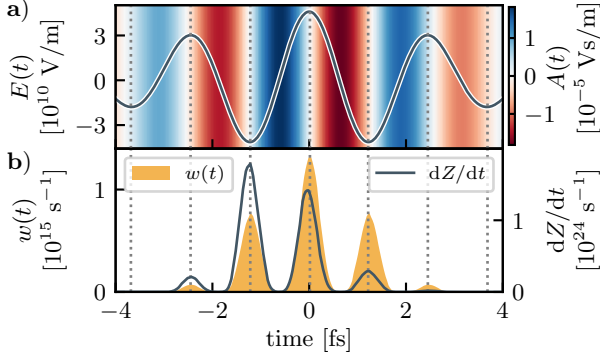 a)
E(t)
[10^10 V/m]
3
0
−3
1
0
−1
A(t)
[10^−5 Vs/m]
b)
w(t)
dZ/dt
w(t)
[10^15 s^−1]
1
0
1
0
dZ/dt
[10^24 s^−1]
−4
−2
0
2
4
time [fs]